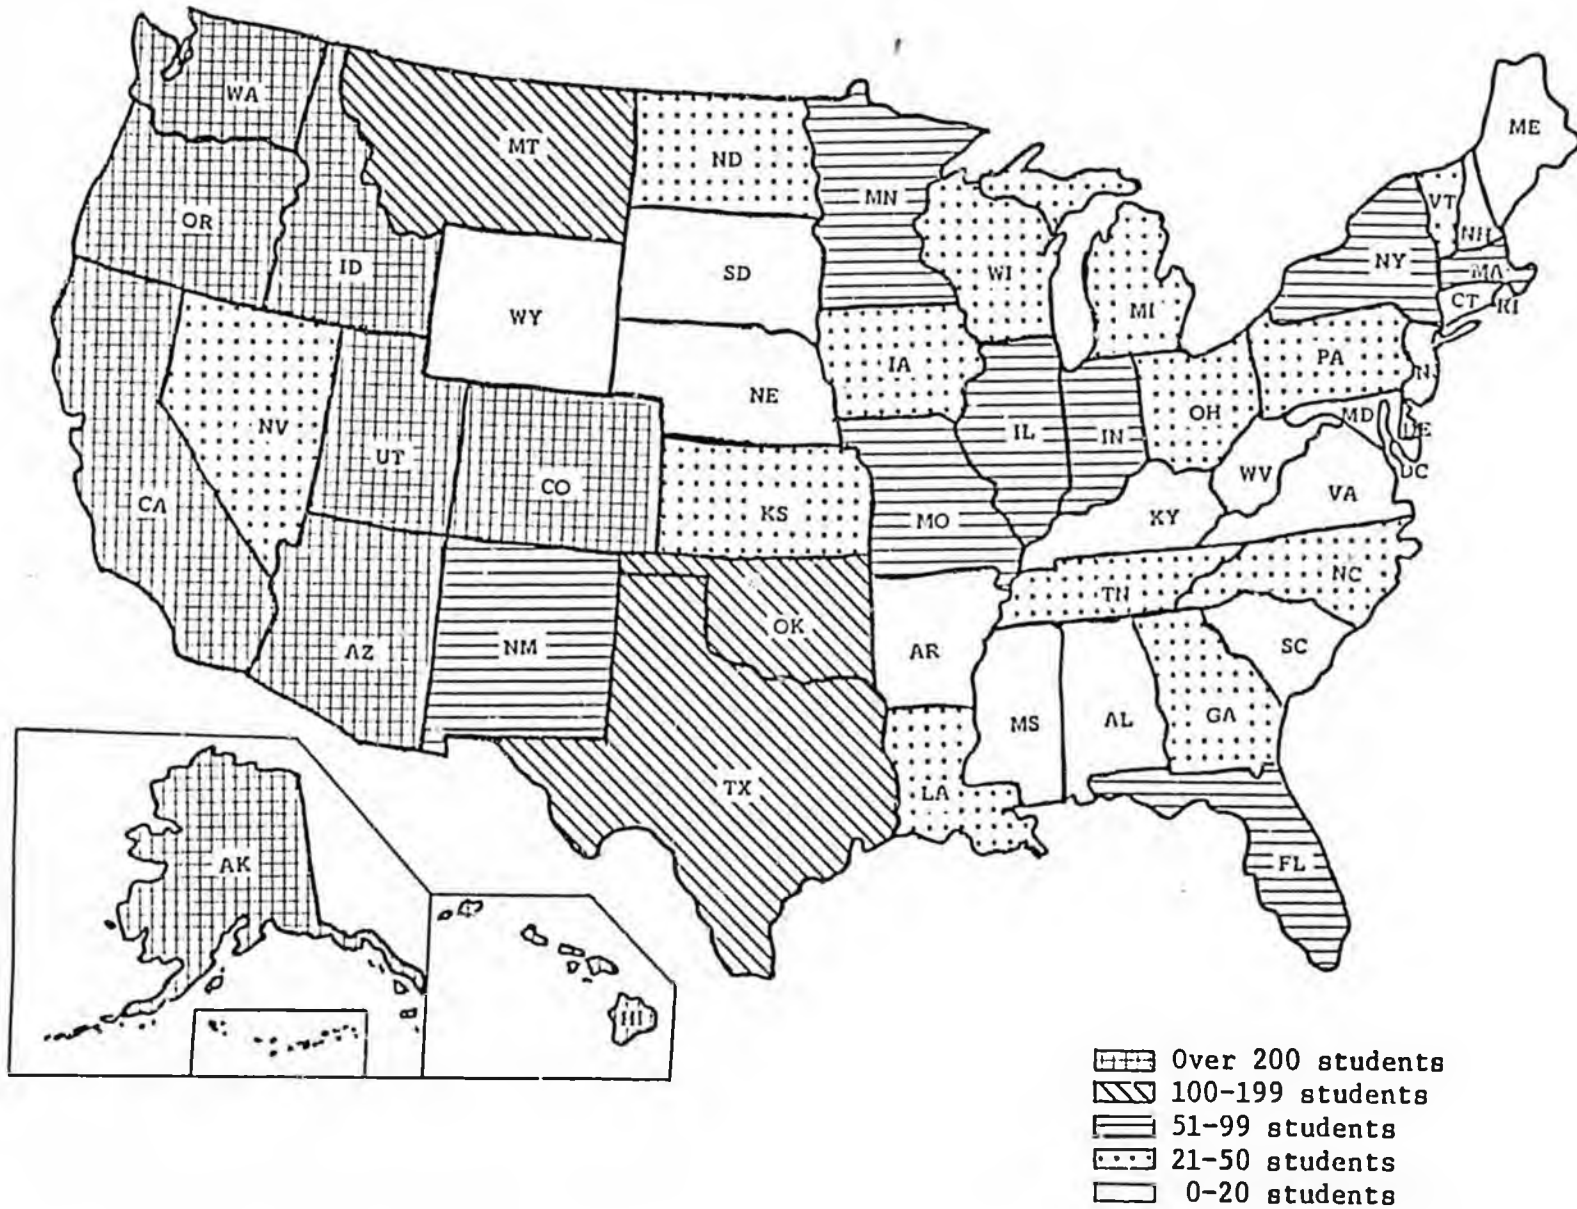 WA
MT
ND
MN
ME
OR
ID
SD
WI
MI
VT
NH
NY
MA
CT
RI
WY
NE
IA
PA
NJ
NV
UT
CO
KS
IL
IN
OH
MD
DE
DC
CA
MO
WV
VA
KY
AZ
NM
OK
AR
TN
NC
SC
TX
LA
MS
AL
GA
FL
AK
HI
Over 200 students
100-199 students
51-99 students
21-50 students
0-20 students